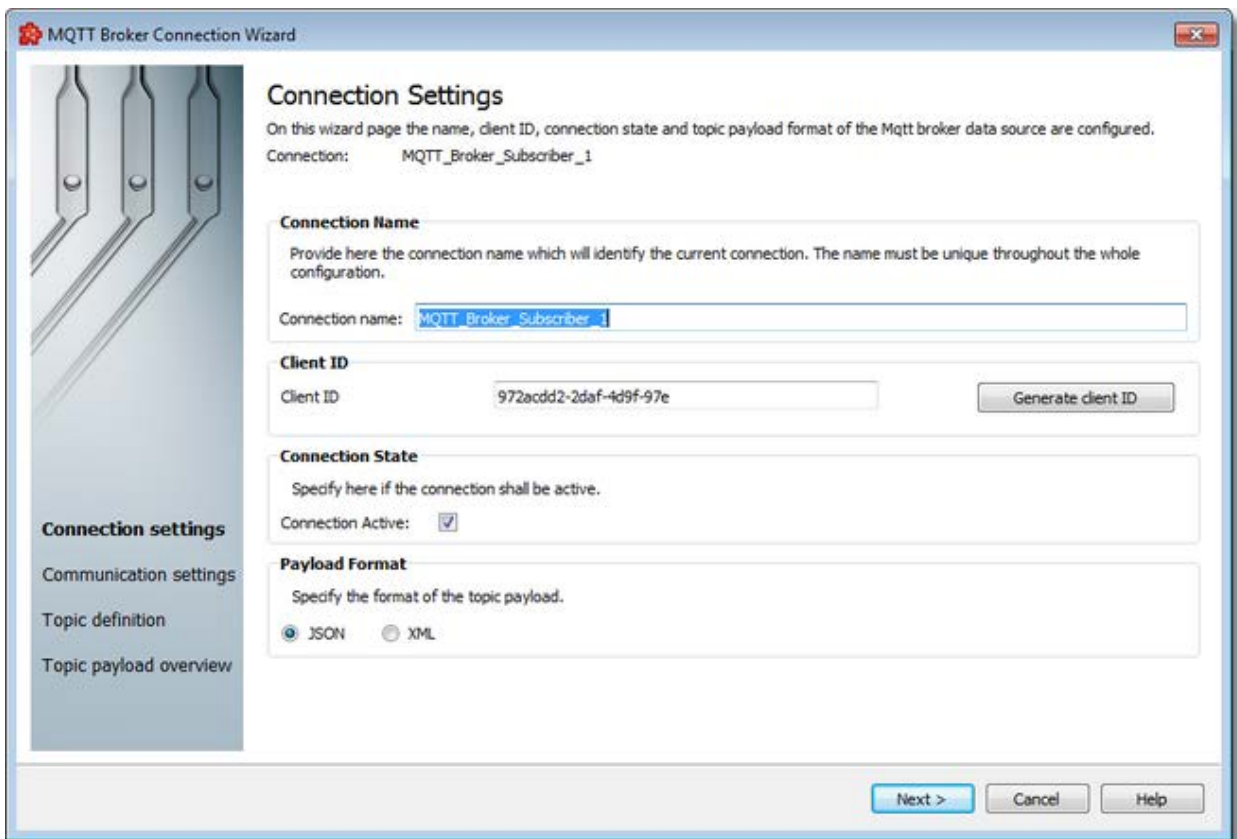 MQTT Broker Connection Wizard
Connection Settings
On this wizard page the name, client ID, connection state and topic payload format of the Mqtt broker data source are configured.
Connection: MQTT_Broker_Subscriber_1
Connection Name
Provide here the connection name which will identify the current connection. The name must be unique throughout the whole
configuration.
Connection name: MQTT_Broker_Subscriber_1
Client ID
Client ID 972acdd2-2daf-4d9f-97e Generate client ID
Connection State
Specify here if the connection shall be active.
Connection Active:
Payload Format
Specify the format of the topic payload.
JSON XML
Connection settings
Communication settings
Topic definition
Topic payload overview
Next > Cancel Help